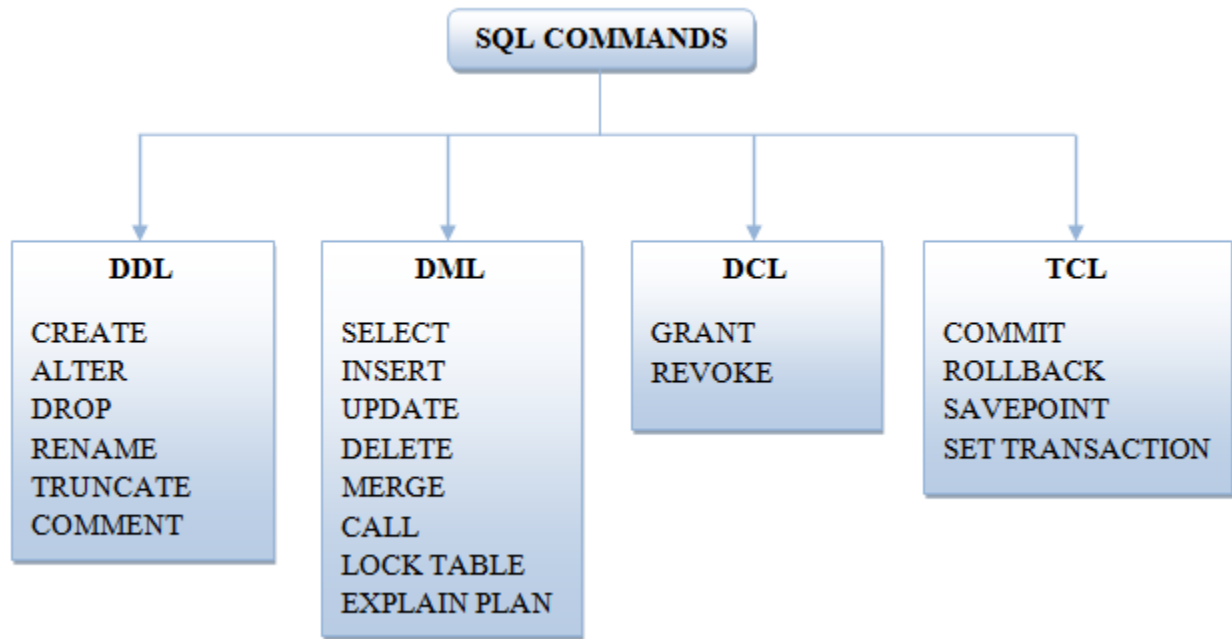 SQL COMMANDS
DDL
CREATE
ALTER
DROP
RENAME
TRUNCATE
COMMENT
DML
SELECT
INSERT
UPDATE
DELETE
MERGE
CALL
LOCK TABLE
EXPLAIN PLAN
DCL
GRANT
REVOKE
TCL
COMMIT
ROLLBACK
SAVEPOINT
SET TRANSACTION